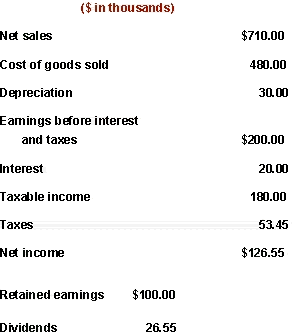 ($ in thousands)
Net sales $710.00
Cost of goods sold 480.00
Depreciation 30.00
Earnings before interest
and taxes $200.00
Interest 20.00
Taxable income 180.00
Taxes 53.45
Net income $126.55
Retained earnings $100.00
Dividends 26.55